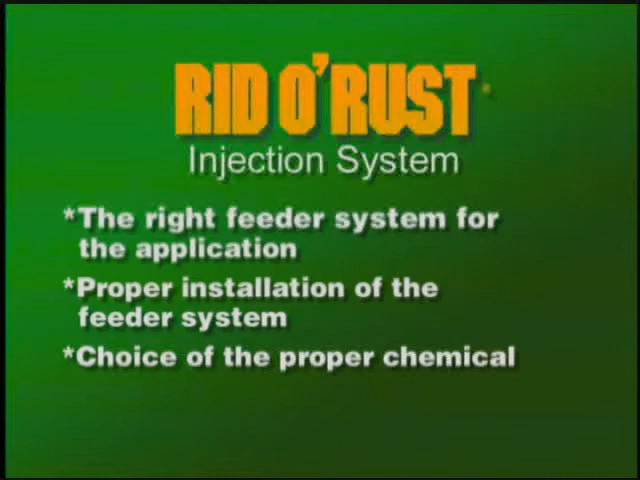 RID O'RUST
Injection System
*The right feeder system for
the application
*Proper installation of the
feeder system
*Choice of the proper chemical